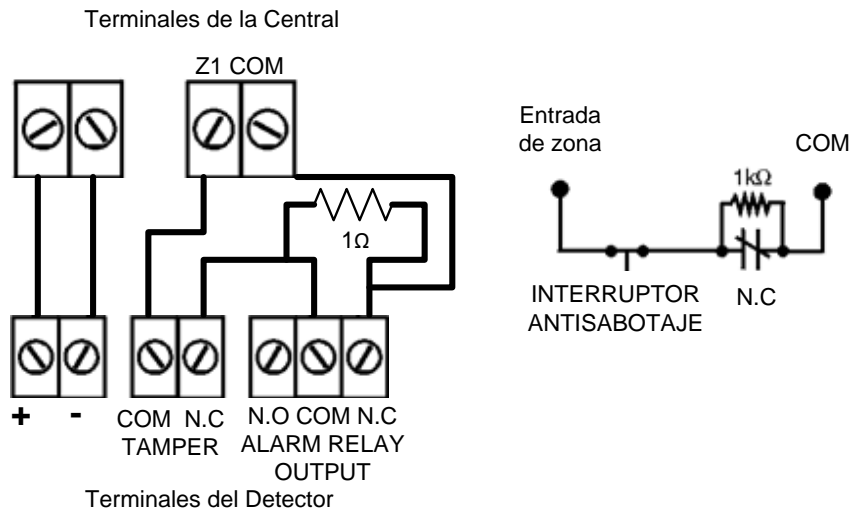 Terminales de la Central
Z1 COM
1Ω
+ -
COM N.C
TAMPER
N.O COM N.C
ALARM RELAY
OUTPUT
Terminales del Detector
Entrada
de zona
COM
1kΩ
INTERRUPTOR
ANTISABOTAJE
N.C